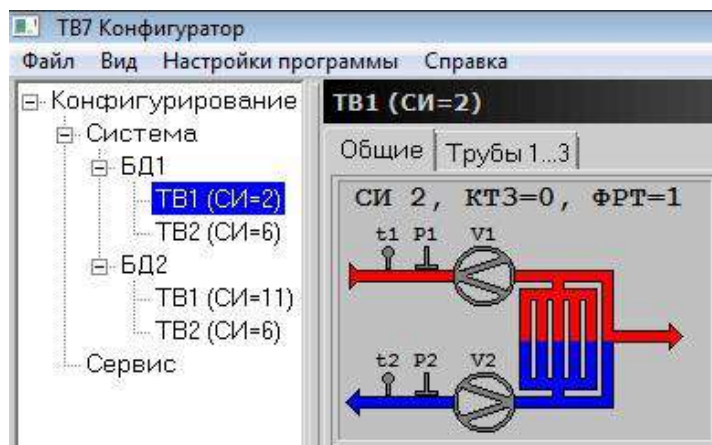 ТВ7 Конфигуратор
Файл Вид Настройки программы Справка
Конфигурирование
Система
БД1
ТВ1 (СИ=2)
ТВ2 (СИ=6)
БД2
ТВ1 (СИ=11)
ТВ2 (СИ=6)
Сервис
ТВ1 (СИ=2)
Общие Трубы 1...3
СИ 2, КТ3=0, ФРТ=1
t1 P1 V1
t2 P2 V2